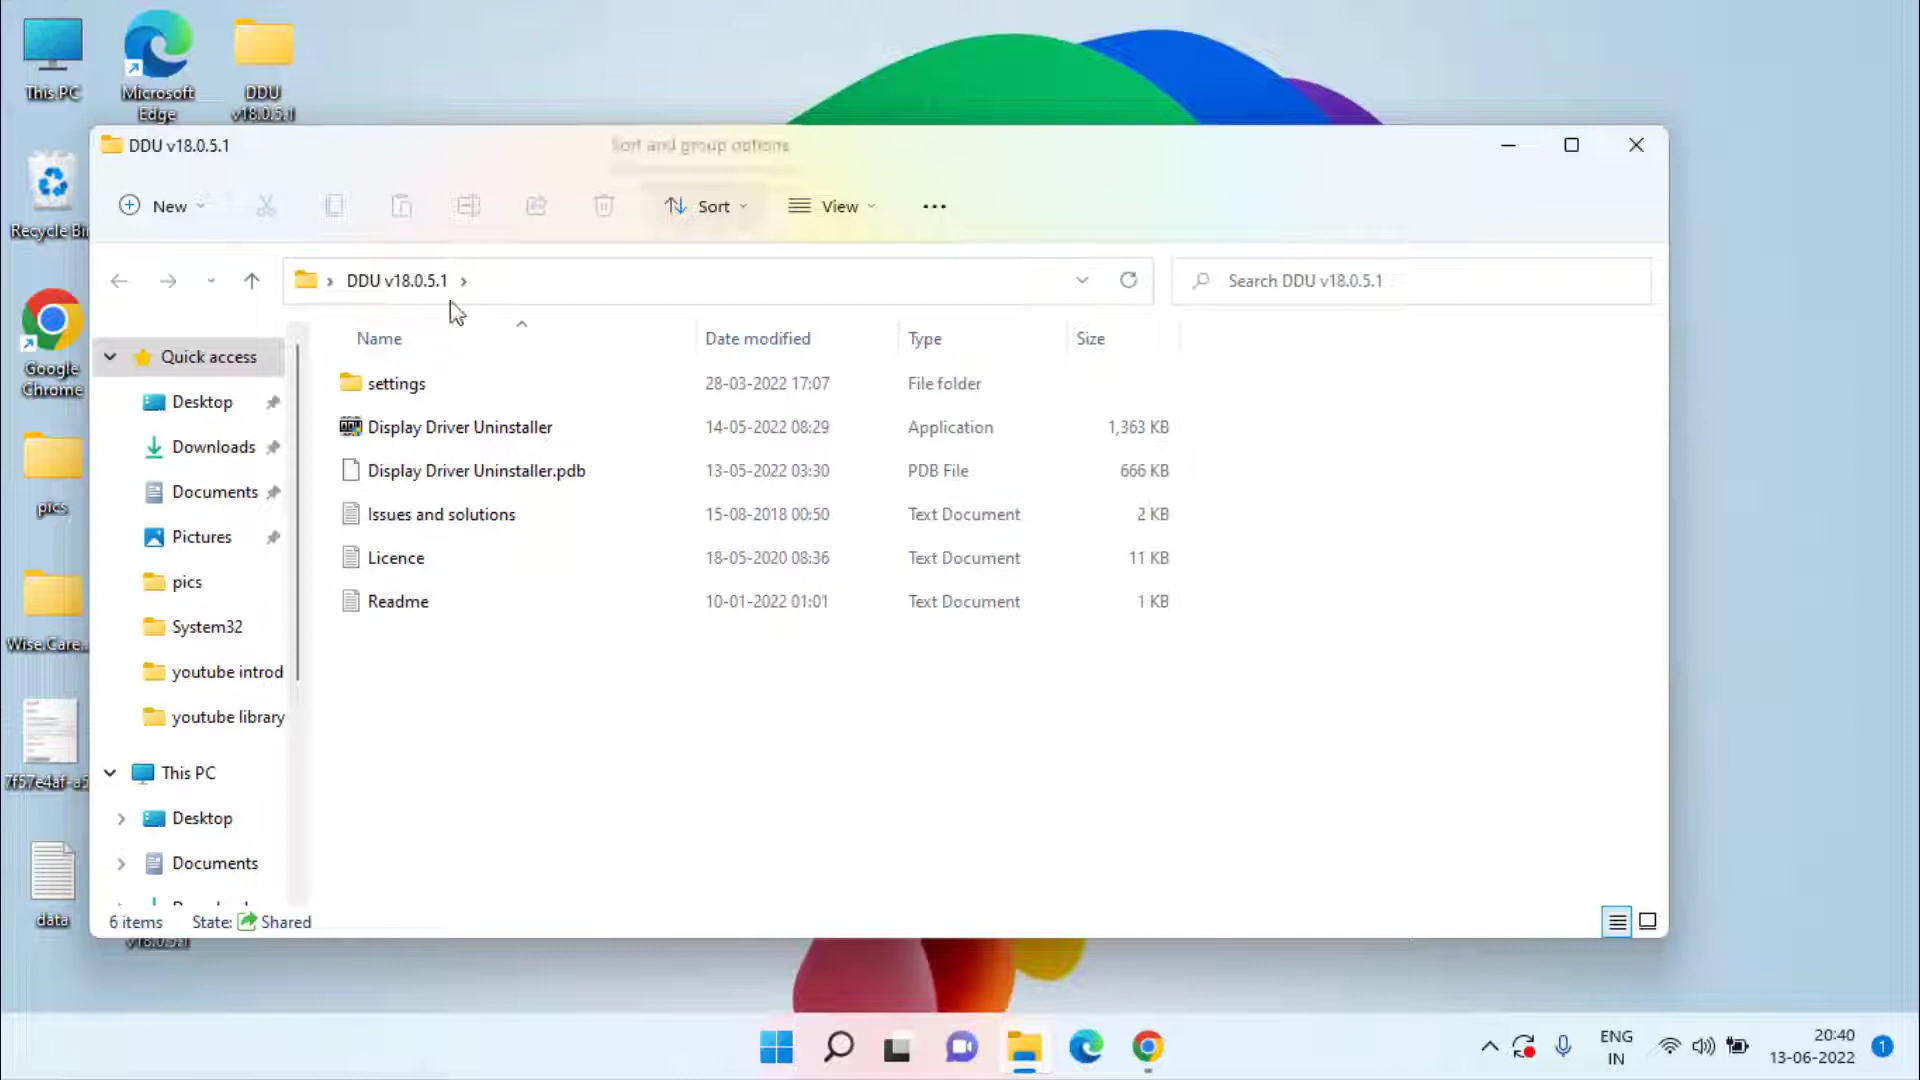 This PC
Microsoft
Edge
DDU
v18.0.5.1
DDU v18.0.5.1
Sort and group options
New
Sort
View
Recycle Bi
DDU v18.0.5.1
Search DDU v18.0.5.1
Google
Chrome
pics
Wise.Care...
7f57e4af-a5
data
v18.0.5.1
Quick access
Desktop
Downloads
Documents
Pictures
pics
System32
youtube introd
youtube library
This PC
Desktop
Documents
Name Date modified Type Size
settings 28-03-2022 17:07 File folder
Display Driver Uninstaller 14-05-2022 08:29 Application 1,363 KB
Display Driver Uninstaller.pdb 13-05-2022 03:30 PDB File 666 KB
Issues and solutions 15-08-2018 00:50 Text Document 2 KB
Licence 18-05-2020 08:36 Text Document 11 KB
Readme 10-01-2022 01:01 Text Document 1 KB
6 items State: Shared
ENG
IN
20:40
13-06-2022
1